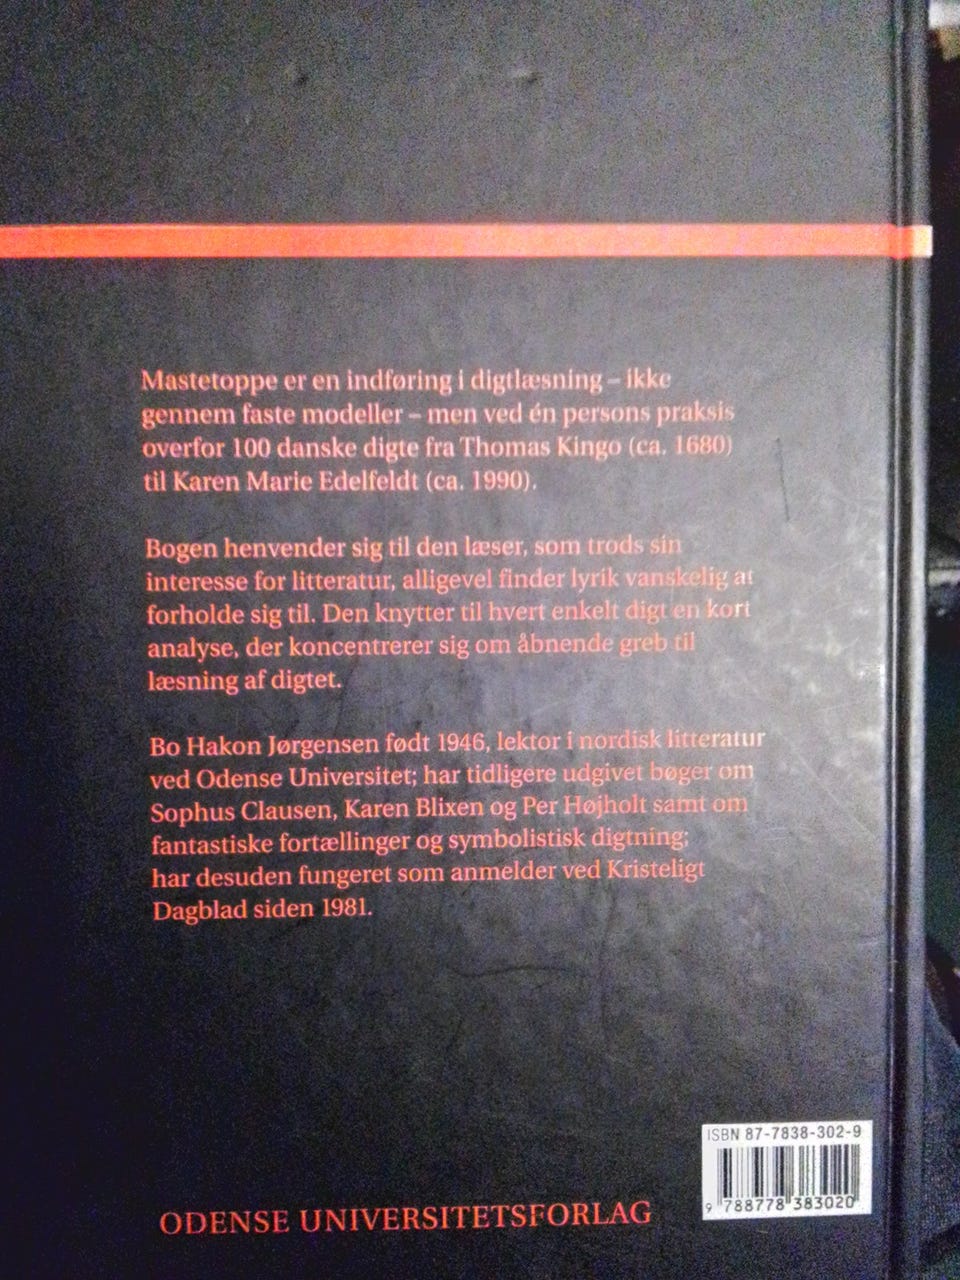 Mastetoppe er en indføring i digtlæsning – ikke
gennem faste modeller – men ved én persons praksis
overfor 100 danske digte fra Thomas Kingo (ca. 1680)
til Karen Marie Edelfeldt (ca. 1990).
Bogen henvender sig til den læser, som trods sin
interesse for litteratur, alligevel finder lyrik vanskelig at
forholde sig til. Den knytter til hvert enkelt digt en kort
analyse, der koncentrerer sig om åbnende greb til
læsning af digtet.
Bo Hakon Jørgensen født 1946, lektor i nordisk litteratur
ved Odense Universitet; har tidligere udgivet bøger om
Sophus Clausen, Karen Blixen og Per Højholt samt om
fantastiske fortællinger og symbolistisk digtning;
har desuden fungeret som anmelder ved Kristeligt
Dagblad siden 1981.
ISBN 87-7838-302-9
9 788778 383020
ODENSE UNIVERSITETSFORLAG